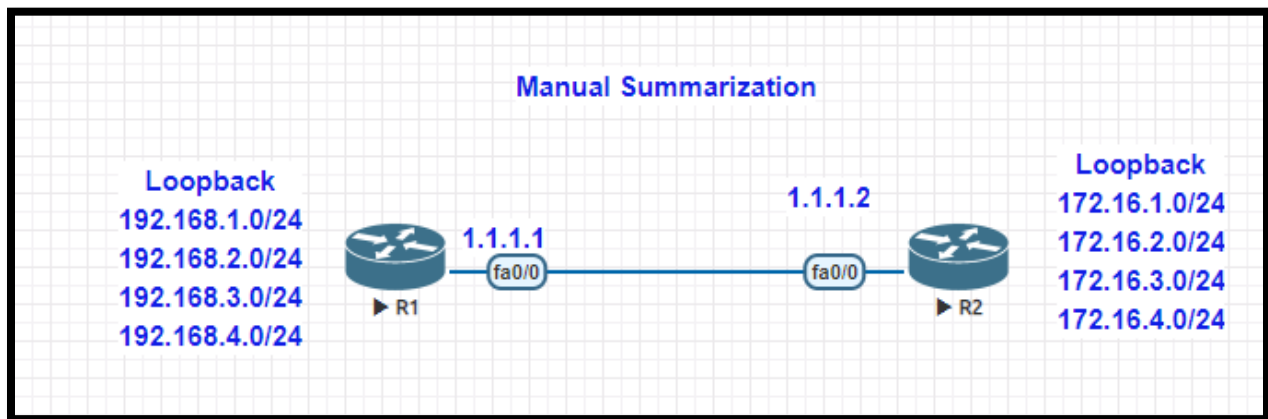 Manual Summarization
Loopback
192.168.1.0/24
192.168.2.0/24
192.168.3.0/24
192.168.4.0/24
1.1.1.1
fa0/0
R1
1.1.1.2
fa0/0
R2
Loopback
172.16.1.0/24
172.16.2.0/24
172.16.3.0/24
172.16.4.0/24